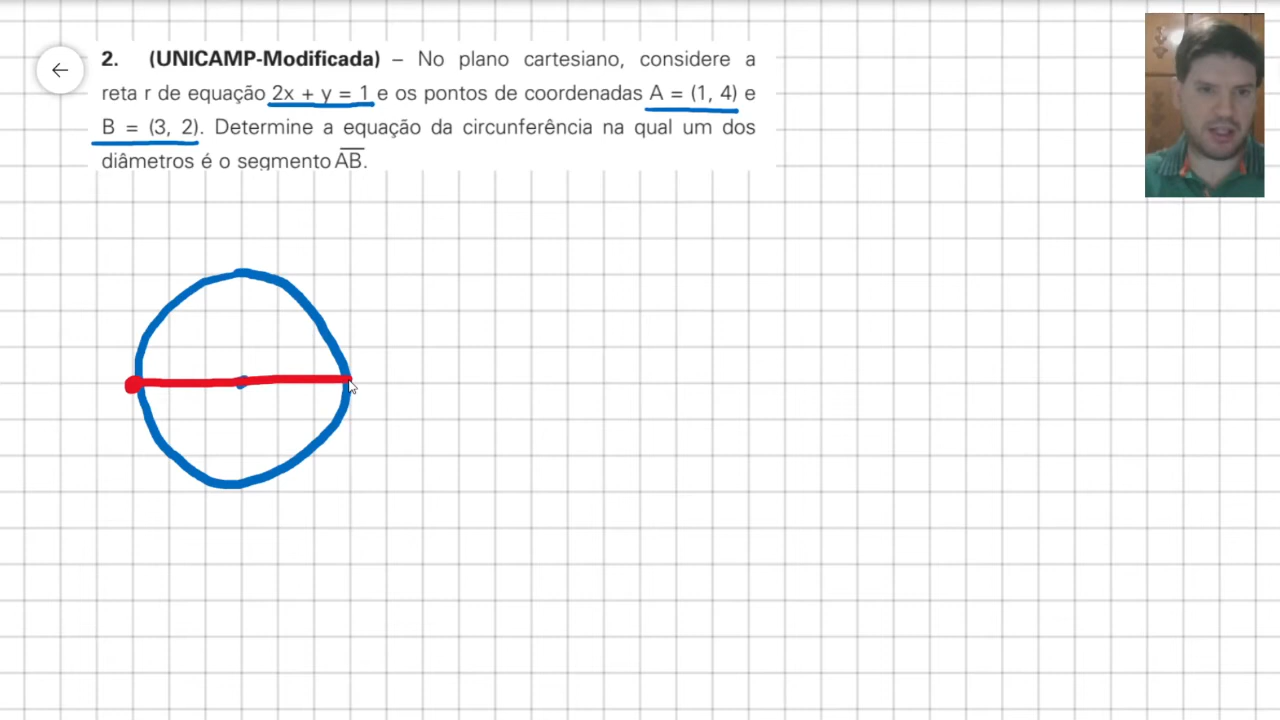 2. (UNICAMP-Modificada) – No plano cartesiano, considere a
reta r de equação 2x + y = 1 e os pontos de coordenadas A = (1, 4) e
B = (3, 2). Determine a equação da circunferência na qual um dos
diâmetros é o segmento A̅B̅.